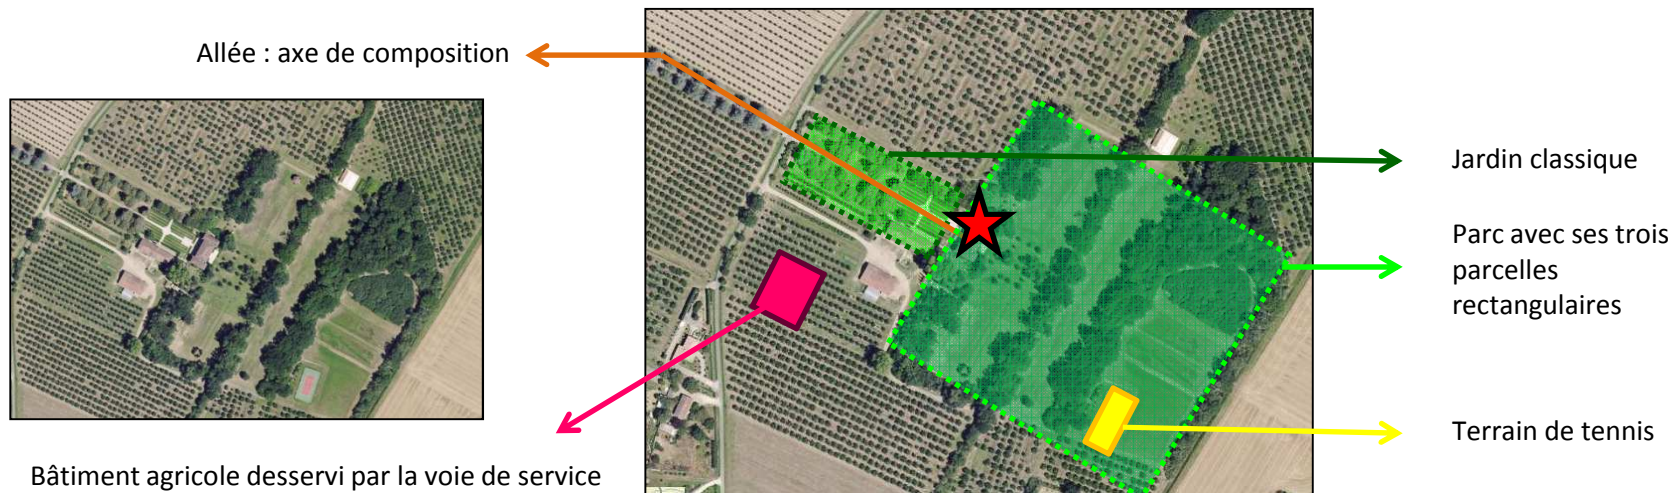 Allée : axe de composition
Jardin classique
Parc avec ses trois
parcelles
rectangulaires
Terrain de tennis
Bâtiment agricole desservi par la voie de service